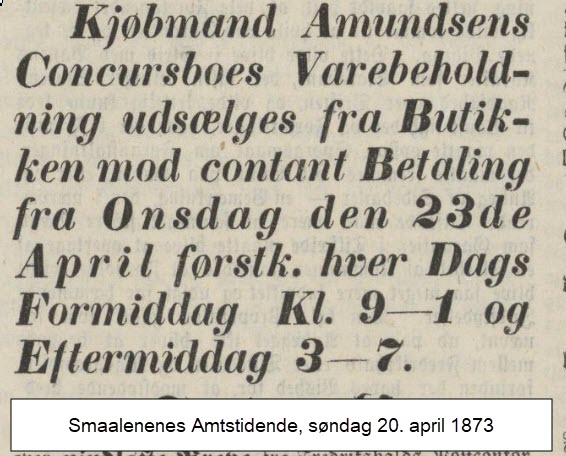 Kjøbmand Amundsens
Concursboes Varebehold-
ning udsælges fra Butik-
ken mod contant Betaling
fra Onsdag den 23de
April førstk. hver Dags
Formiddag Kl. 9—1 og
Eftermiddag 3—7.
Smaalenenes Amtstidende, søndag 20. april 1873